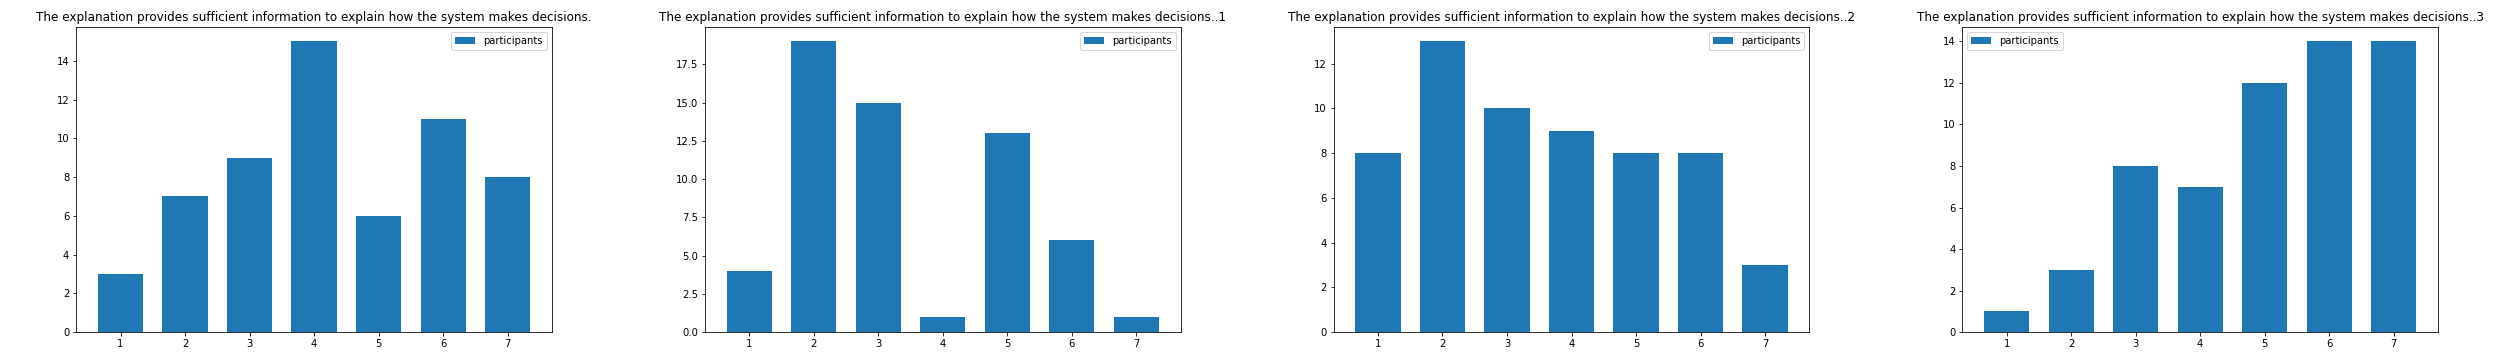 The explanation provides sufficient information to explain how the system makes decisions.
participants
14
12
10
8
6
4
2
0
1 2 3 4 5 6 7
The explanation provides sufficient information to explain how the system makes decisions..1
participants
17.5
15.0
12.5
10.0
7.5
5.0
2.5
0.0
1 2 3 4 5 6 7
The explanation provides sufficient information to explain how the system makes decisions..2
participants
12
10
8
6
4
2
0
1 2 3 4 5 6 7
The explanation provides sufficient information to explain how the system makes decisions..3
participants
14
12
10
8
6
4
2
0
1 2 3 4 5 6 7